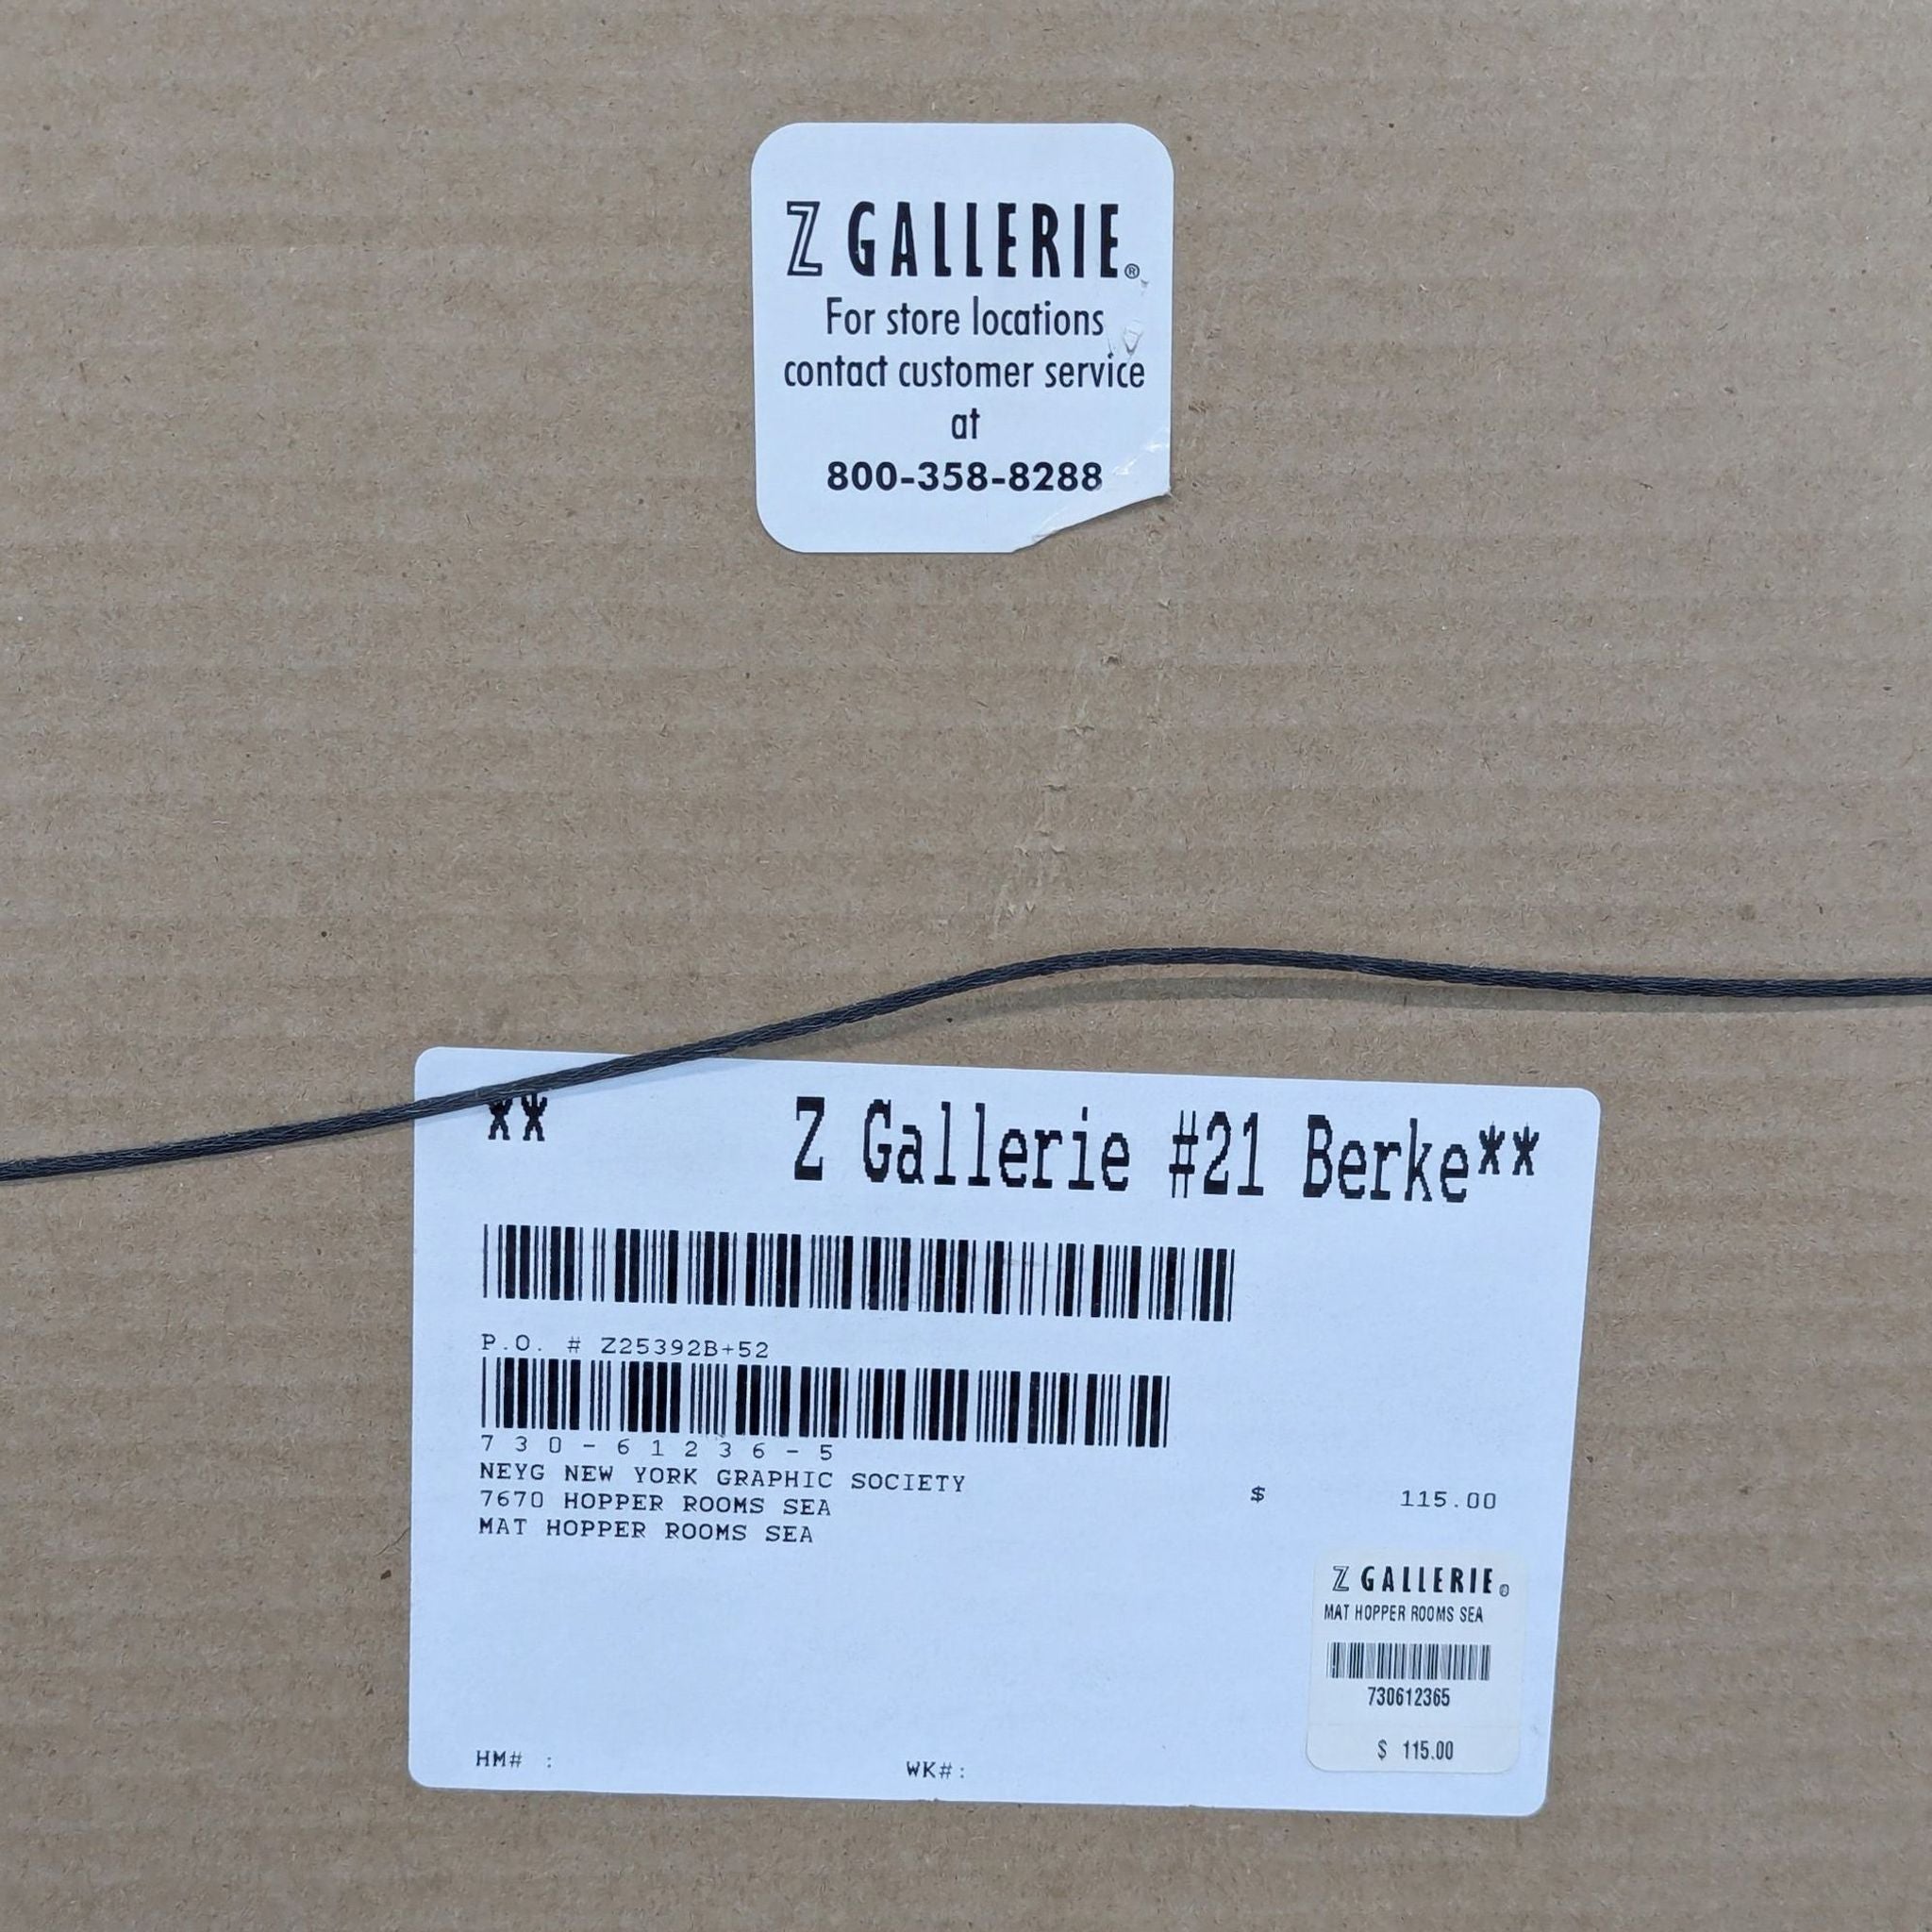 Z GALLERIE®
For store locations
contact customer service
at
800-358-8288
** Z Gallerie #21 Berke**
P.O. # Z25392B+52
730-61236-5
NEYG NEW YORK GRAPHIC SOCIETY
7670 HOPPER ROOMS SEA $ 115.00
MAT HOPPER ROOMS SEA
Z GALLERIE®
MAT HOPPER ROOMS SEA
730612365
$ 115.00
HM# : WK#: